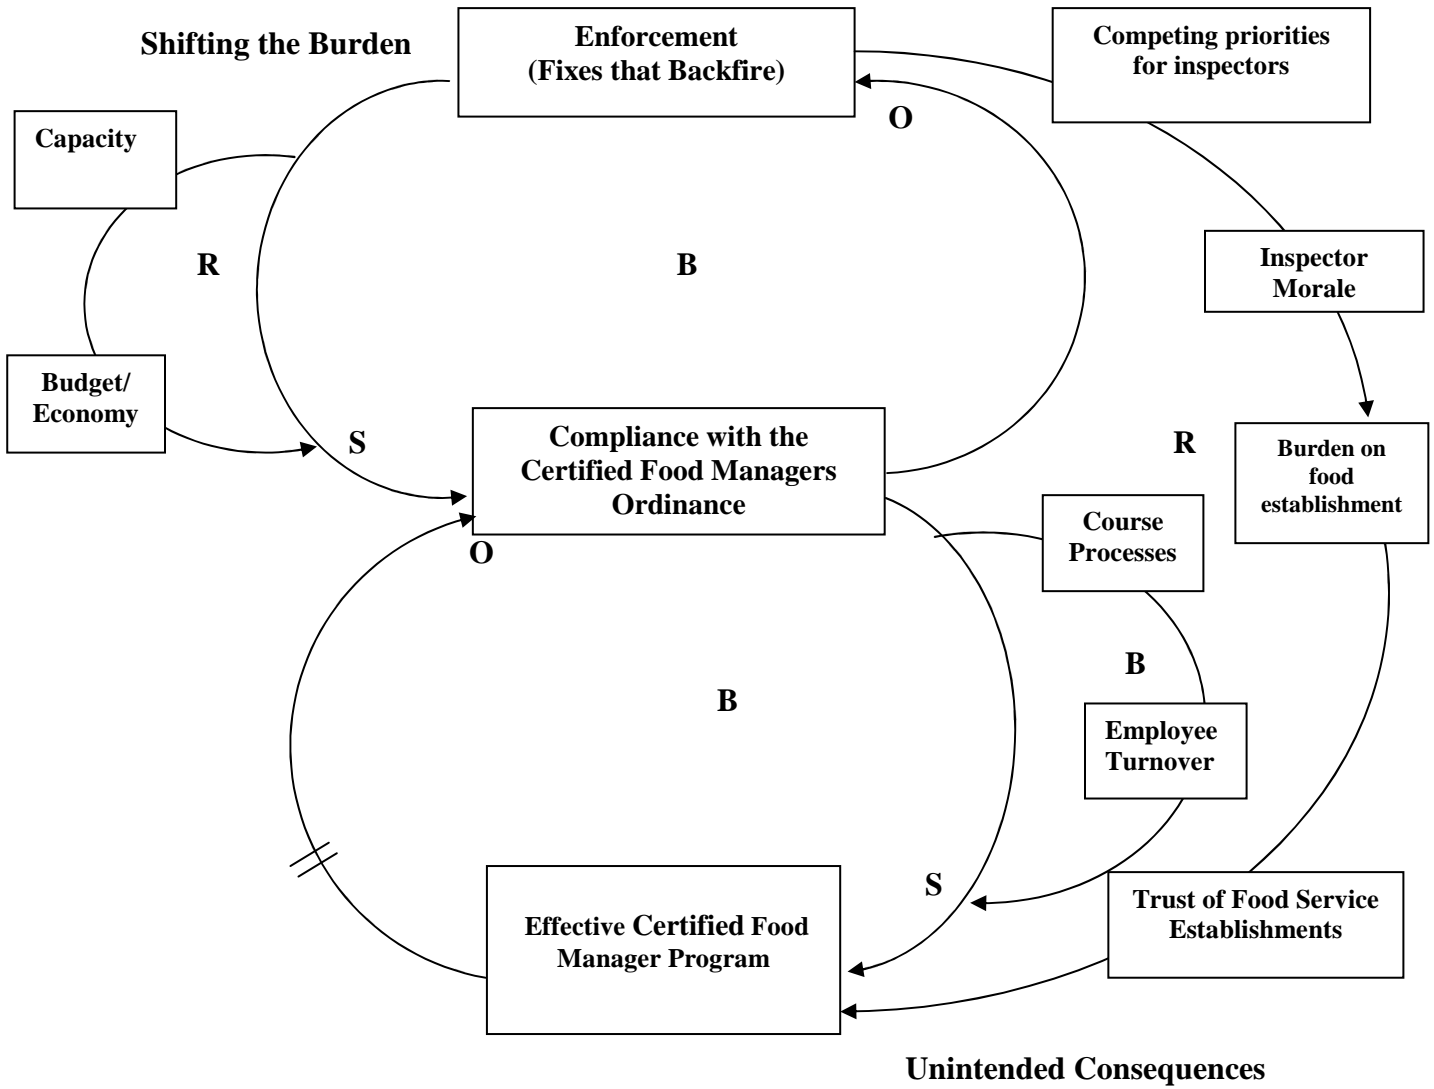 Shifting the Burden
Enforcement
(Fixes that Backfire)
Competing priorities
for inspectors
O
Capacity
R
B
Inspector
Morale
Budget/
Economy
S
Compliance with the
Certified Food Managers
Ordinance
R
Burden on
food
establishment
O
Course
Processes
B
B
Employee
Turnover
S
Effective Certified Food
Manager Program
Trust of Food Service
Establishments
Unintended Consequences